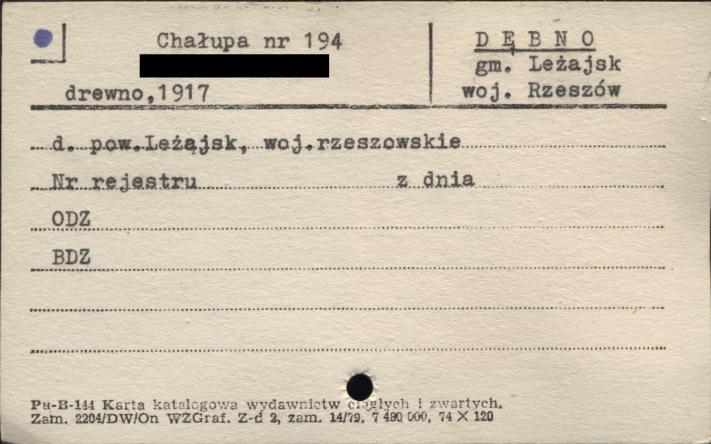 Chałupa nr 194
drewno,1917
DĘBNO
gm. Leżajsk
woj. Rzeszów
d. pow.Leżajsk, woj.rzeszowskie
Nr rejestru z dnia
ODZ
BDZ
Pu-B-144 Karta katalogowa wydawnictw ciągłych i zwartych.
Zam. 2204/DW/On WZGraf. Z-d 2, zam. 14/79, 7 480 000, 74 X 120